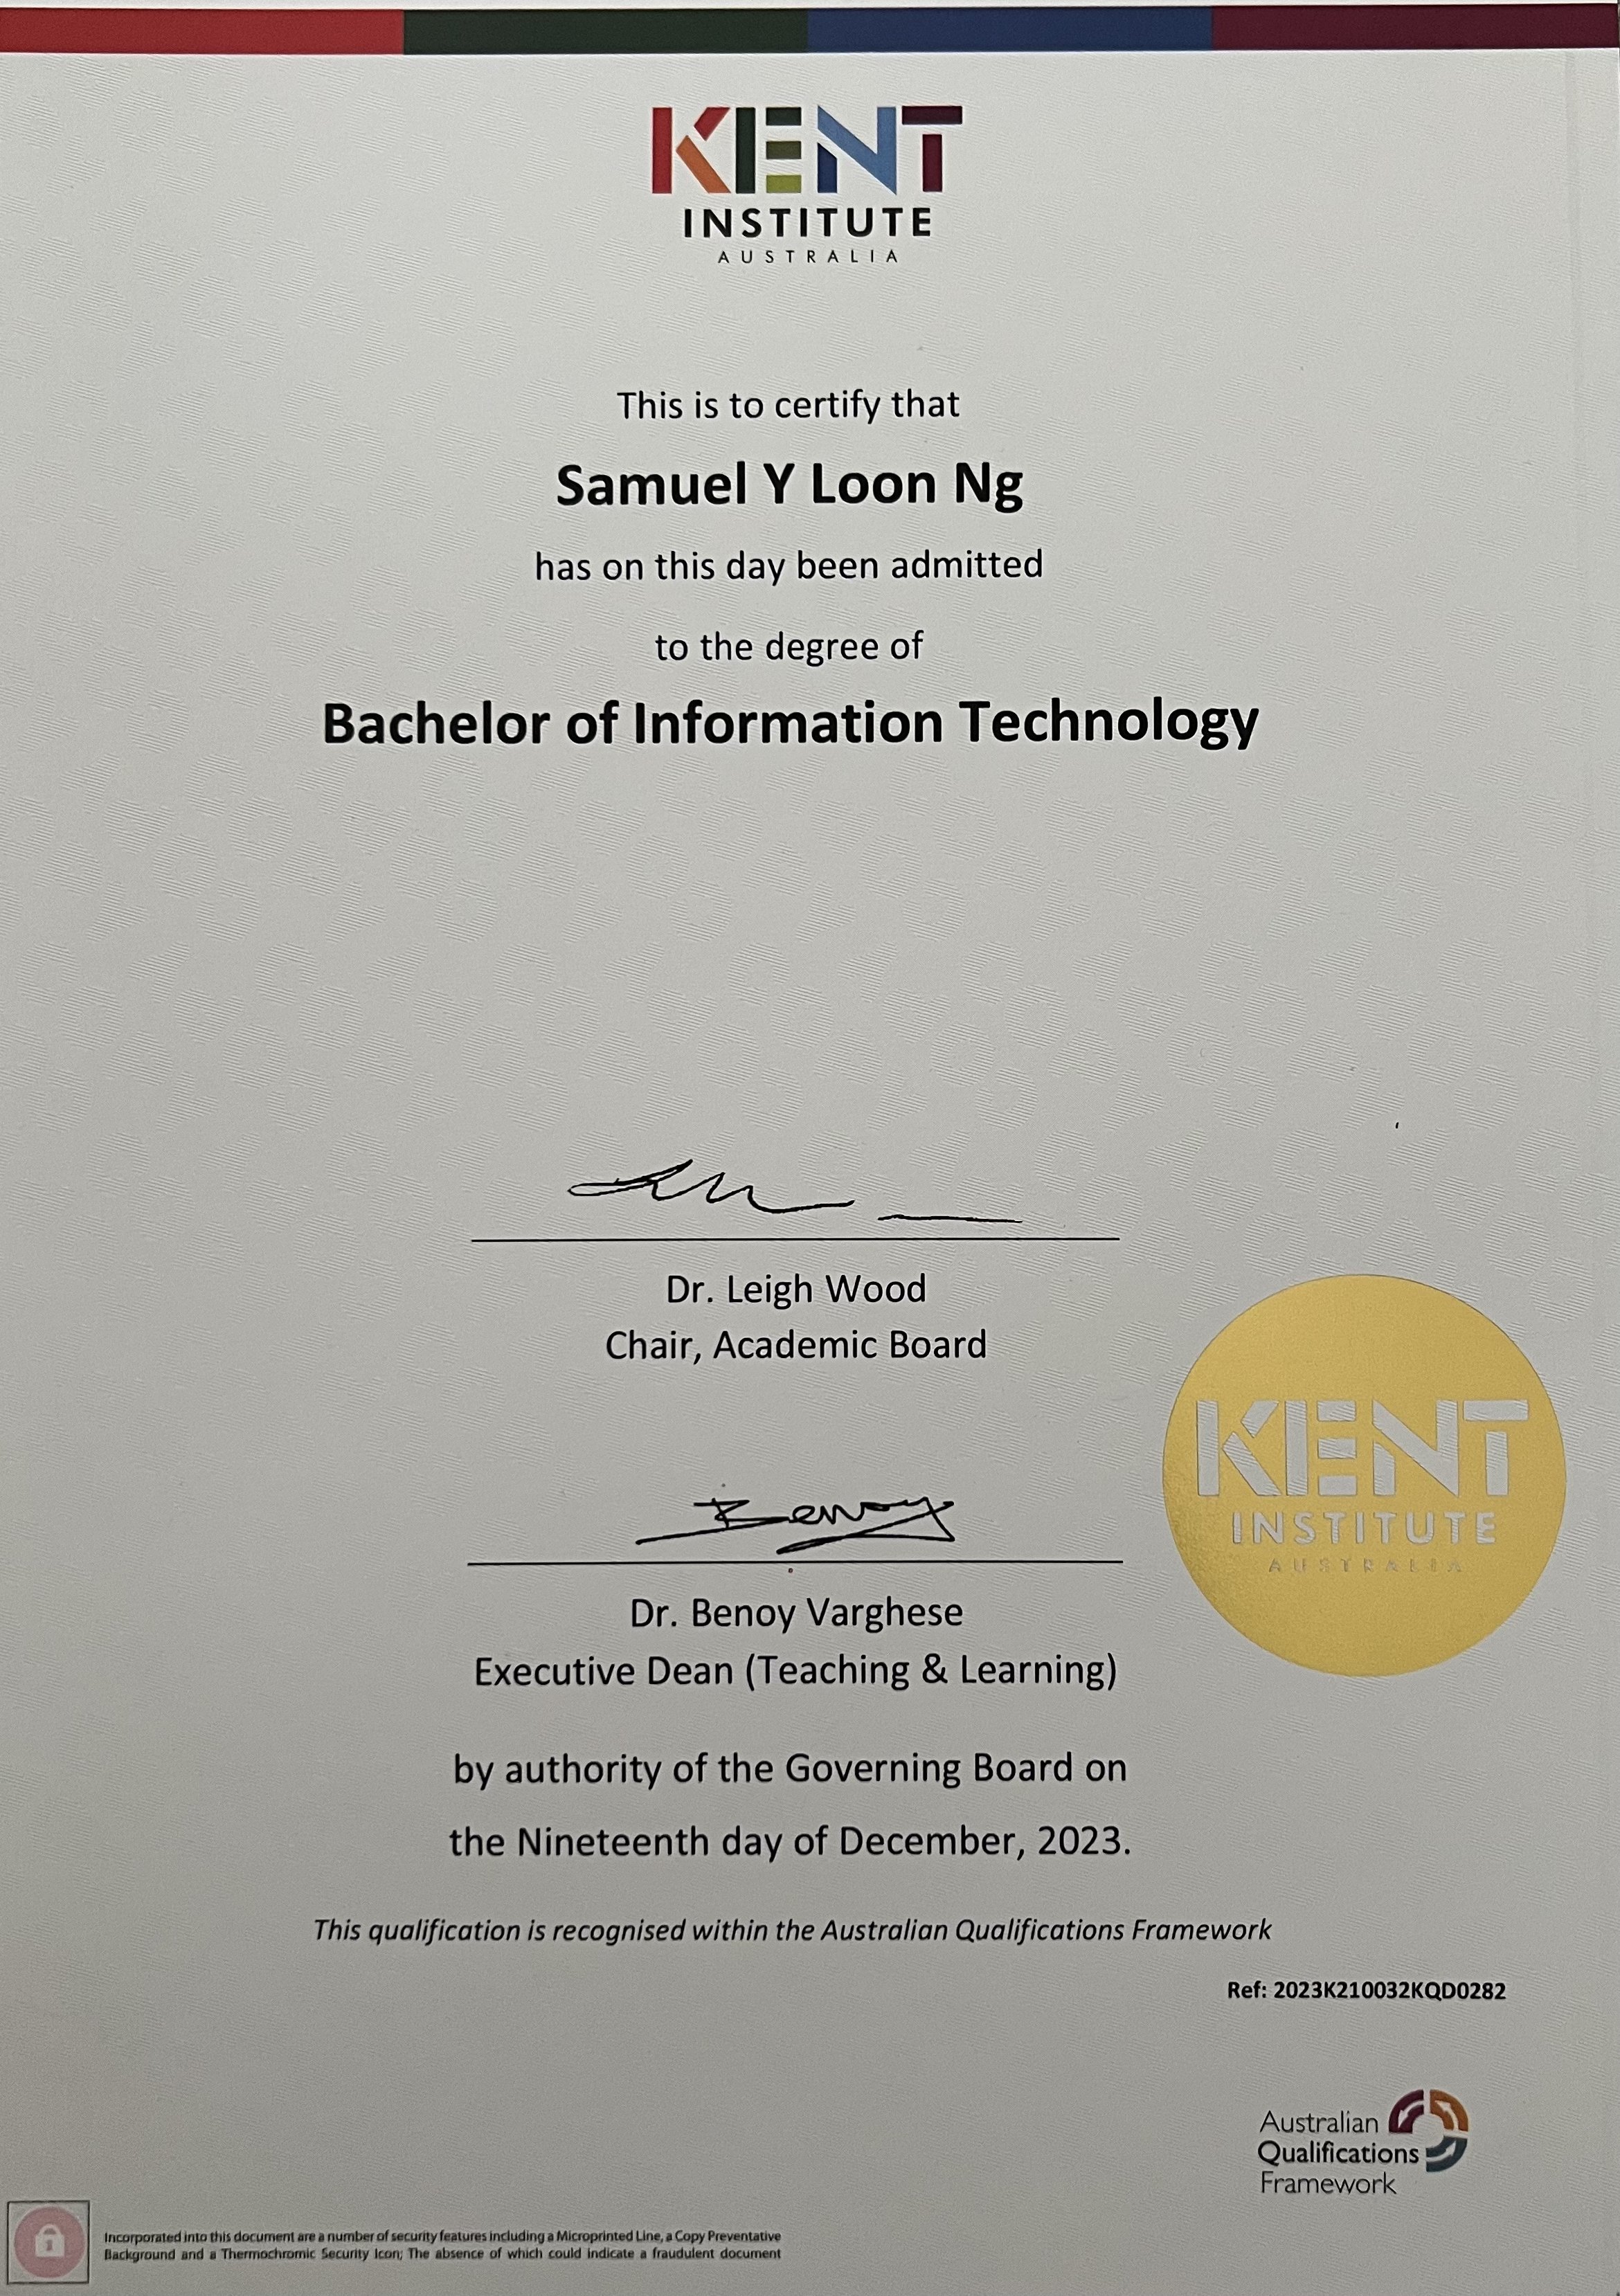 KENT
INSTITUTE
AUSTRALIA
This is to certify that
Samuel Y Loon Ng
has on this day been admitted
to the degree of
Bachelor of Information Technology
Dr. Leigh Wood
Chair, Academic Board
Benoy
Dr. Benoy Varghese
Executive Dean (Teaching & Learning)
KENT
INSTITUTE
AUSTRALIA
by authority of the Governing Board on
the Nineteenth day of December, 2023.
This qualification is recognised within the Australian Qualifications Framework
Ref: 2023K210032KQD0282
Australian
Qualifications
Framework
Incorporated into this document are a number of security features including a Microprinted Line, a Copy Preventative
Background and a Thermochromic Security Icon; The absence of which could indicate a fraudulent document